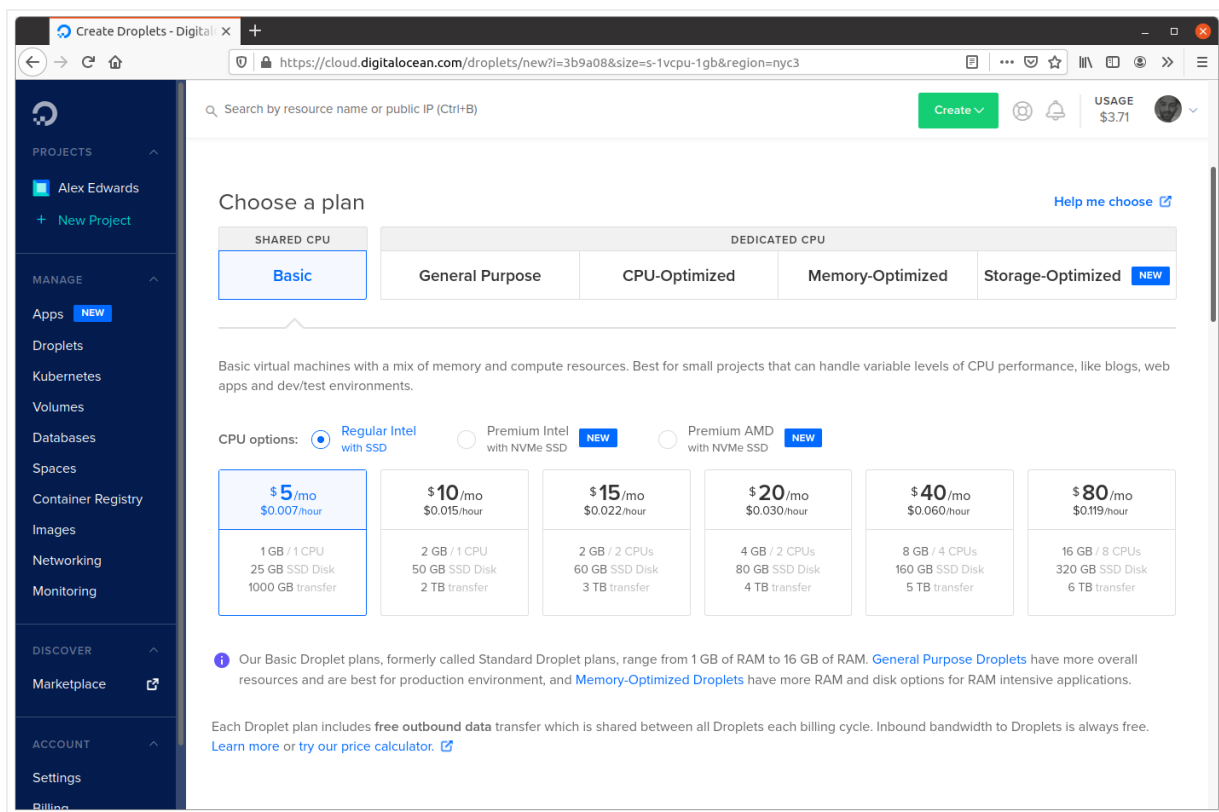 Create Droplets - Digital
https://cloud.digitalocean.com/droplets/new?i=3b9a08&size=s-1vcpu-1gb&region=nyc3
Search by resource name or public IP (Ctrl+B)
Create
USAGE
$3.71
PROJECTS
Alex Edwards
+ New Project
MANAGE
Apps NEW
Droplets
Kubernetes
Volumes
Databases
Spaces
Container Registry
Images
Networking
Monitoring
DISCOVER
Marketplace
ACCOUNT
Settings
Billing
Choose a plan
Help me choose
SHARED CPU
DEDICATED CPU
Basic
General Purpose
CPU-Optimized
Memory-Optimized
Storage-Optimized NEW
Basic virtual machines with a mix of memory and compute resources. Best for small projects that can handle variable levels of CPU performance, like blogs, web
apps and dev/test environments.
CPU options:
Regular Intel
with SSD
Premium Intel
with NVMe SSD
NEW
Premium AMD
with NVMe SSD
NEW
$5/mo
$0.007/hour
1 GB / 1 CPU
25 GB SSD Disk
1000 GB transfer
$10/mo
$0.015/hour
2 GB / 1 CPU
50 GB SSD Disk
2 TB transfer
$15/mo
$0.022/hour
2 GB / 2 CPUs
60 GB SSD Disk
3 TB transfer
$20/mo
$0.030/hour
4 GB / 2 CPUs
80 GB SSD Disk
4 TB transfer
$40/mo
$0.060/hour
8 GB / 4 CPUs
160 GB SSD Disk
5 TB transfer
$80/mo
$0.119/hour
16 GB / 8 CPUs
320 GB SSD Disk
6 TB transfer
Our Basic Droplet plans, formerly called Standard Droplet plans, range from 1 GB of RAM to 16 GB of RAM. General Purpose Droplets have more overall
resources and are best for production environment, and Memory-Optimized Droplets have more RAM and disk options for RAM intensive applications.
Each Droplet plan includes free outbound data transfer which is shared between all Droplets each billing cycle. Inbound bandwidth to Droplets is always free.
Learn more or try our price calculator.